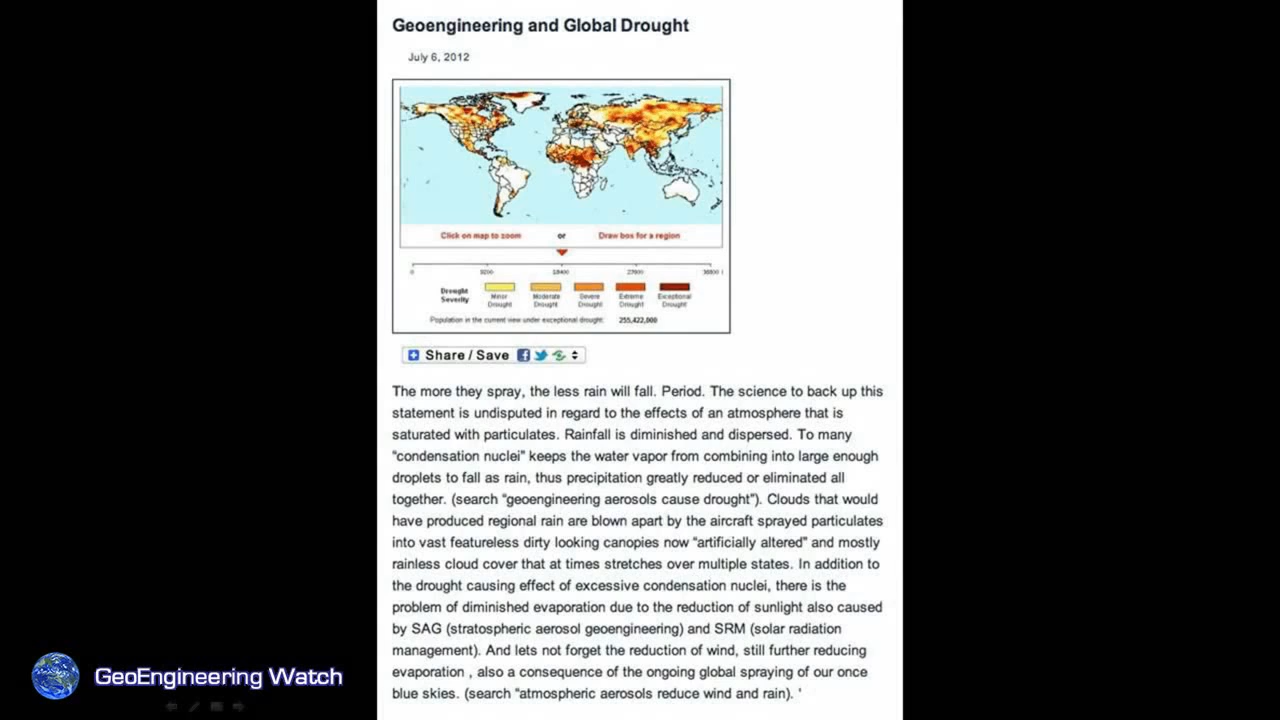 Geoengineering and Global Drought
July 6, 2012
Click on map to zoom or Draw box for a region
0 9200 18400 27600 36800
Drought Severity
Minor Drought
Moderate Drought
Severe Drought
Extreme Drought
Exceptional Drought
Population in the current view under exceptional drought: 255,422,000
Share / Save
The more they spray, the less rain will fall. Period. The science to back up this
statement is undisputed in regard to the effects of an atmosphere that is
saturated with particulates. Rainfall is diminished and dispersed. To many
“condensation nuclei” keeps the water vapor from combining into large enough
droplets to fall as rain, thus precipitation greatly reduced or eliminated all
together. (search “geoengineering aerosols cause drought”). Clouds that would
have produced regional rain are blown apart by the aircraft sprayed particulates
into vast featureless dirty looking canopies now “artificially altered” and mostly
rainless cloud cover that at times stretches over multiple states. In addition to
the drought causing effect of excessive condensation nuclei, there is the
problem of diminished evaporation due to the reduction of sunlight also caused
by SAG (stratospheric aerosol geoengineering) and SRM (solar radiation
management). And lets not forget the reduction of wind, still further reducing
evaporation , also a consequence of the ongoing global spraying of our once
blue skies. (search “atmospheric aerosols reduce wind and rain). '
GeoEngineering Watch